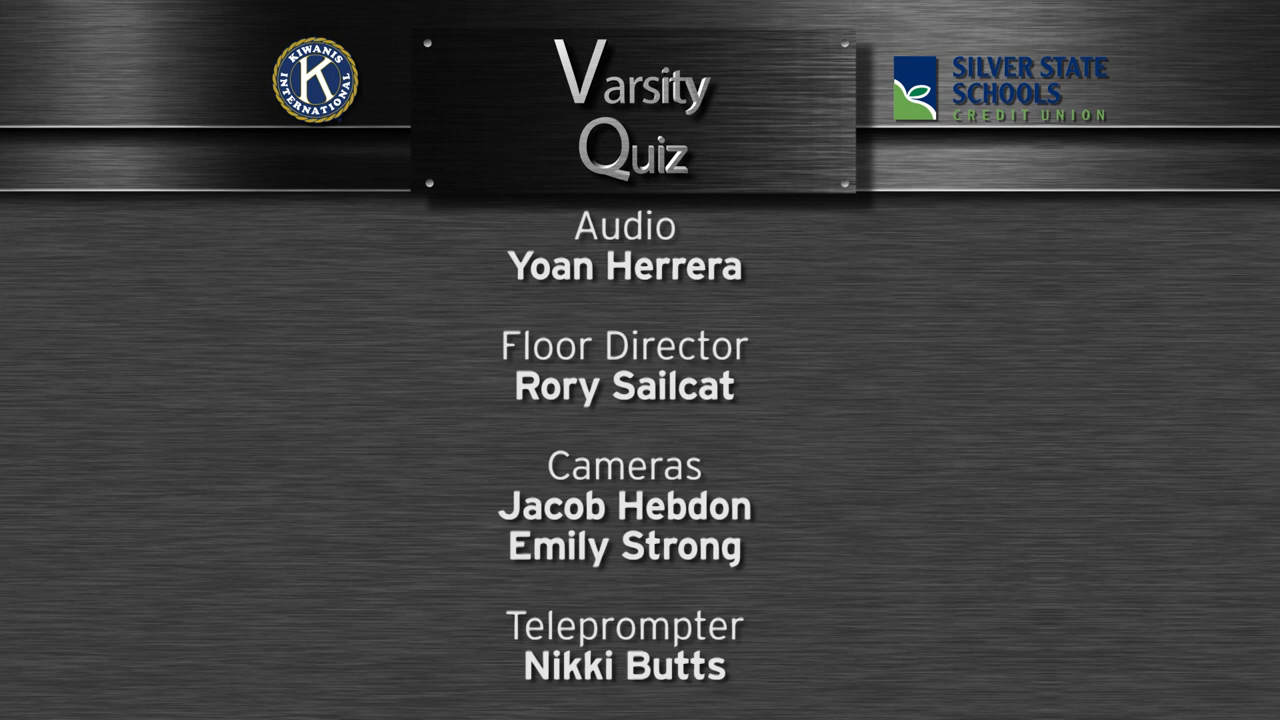 KIWANIS
K
INTERNATIONAL
Varsity
Quiz
SILVER STATE
SCHOOLS
CREDIT UNION
Audio
Yoan Herrera
Floor Director
Rory Sailcat
Cameras
Jacob Hebdon
Emily Strong
Teleprompter
Nikki Butts